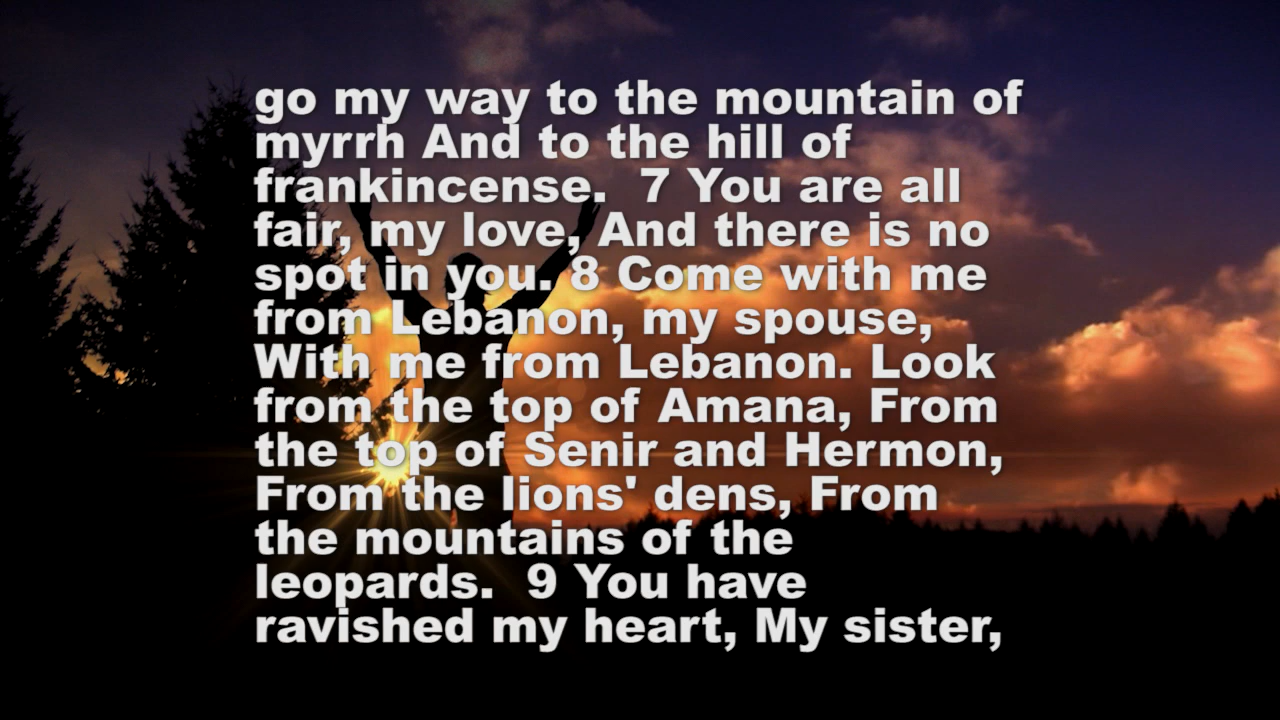 go my way to the mountain of
myrrh And to the hill of
frankincense.  7 You are all
fair, my love, And there is no
spot in you. 8 Come with me
from Lebanon, my spouse,
With me from Lebanon. Look
from the top of Amana, From
the top of Senir and Hermon,
From the lions' dens, From
the mountains of the
leopards.  9 You have
ravished my heart, My sister,